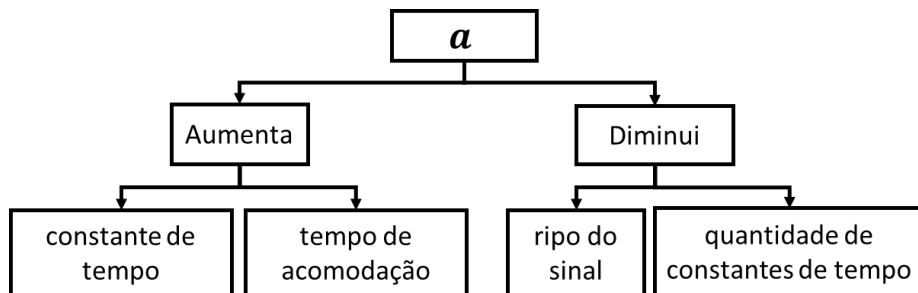 a
Aumenta
Diminui
constante de
tempo
tempo de
acomodação
ripo do
sinal
quantidade de
constantes de tempo